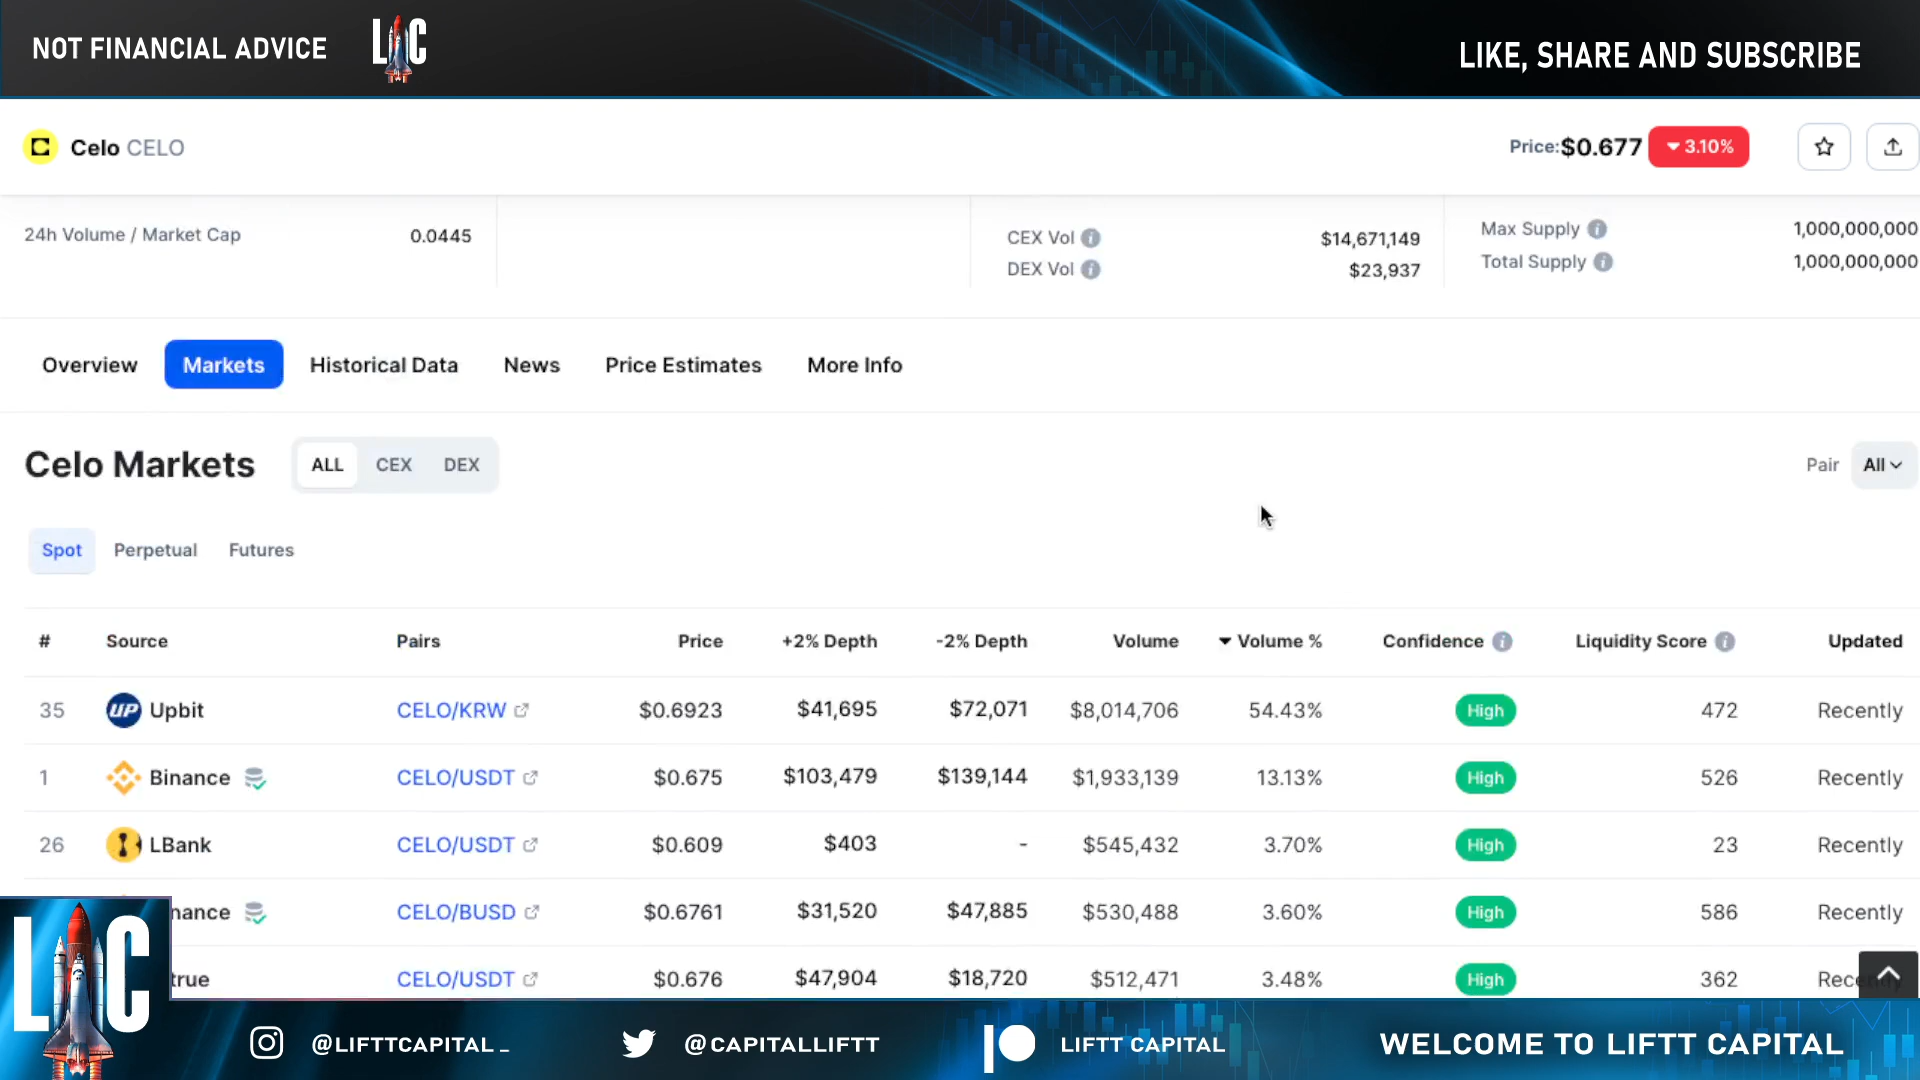 NOT FINANCIAL ADVICE LC LIKE, SHARE AND SUBSCRIBE
Celo CELO Price:$0.677 3.10%
24h Volume / Market Cap 0.0445
CEX Vol $14,671,149
DEX Vol $23,937
Max Supply 1,000,000,000
Total Supply 1,000,000,000
Overview Markets Historical Data News Price Estimates More Info
Celo Markets ALL CEX DEX Pair All
Spot Perpetual Futures
# Source Pairs Price +2% Depth -2% Depth Volume Volume % Confidence Liquidity Score Updated
35 UP Upbit CELO/KRW $0.6923 $41,695 $72,071 $8,014,706 54.43% High 472 Recently
1 Binance CELO/USDT $0.675 $103,479 $139,144 $1,933,139 13.13% High 526 Recently
26 LBank CELO/USDT $0.609 $403 - $545,432 3.70% High 23 Recently
nance CELO/BUSD $0.6761 $31,520 $47,885 $530,488 3.60% High 586 Recently
true CELO/USDT $0.676 $47,904 $18,720 $512,471 3.48% High 362
LC @LIFTTCAPITAL_ @CAPITALLIFTT LIFTT CAPITAL WELCOME TO LIFTT CAPITAL